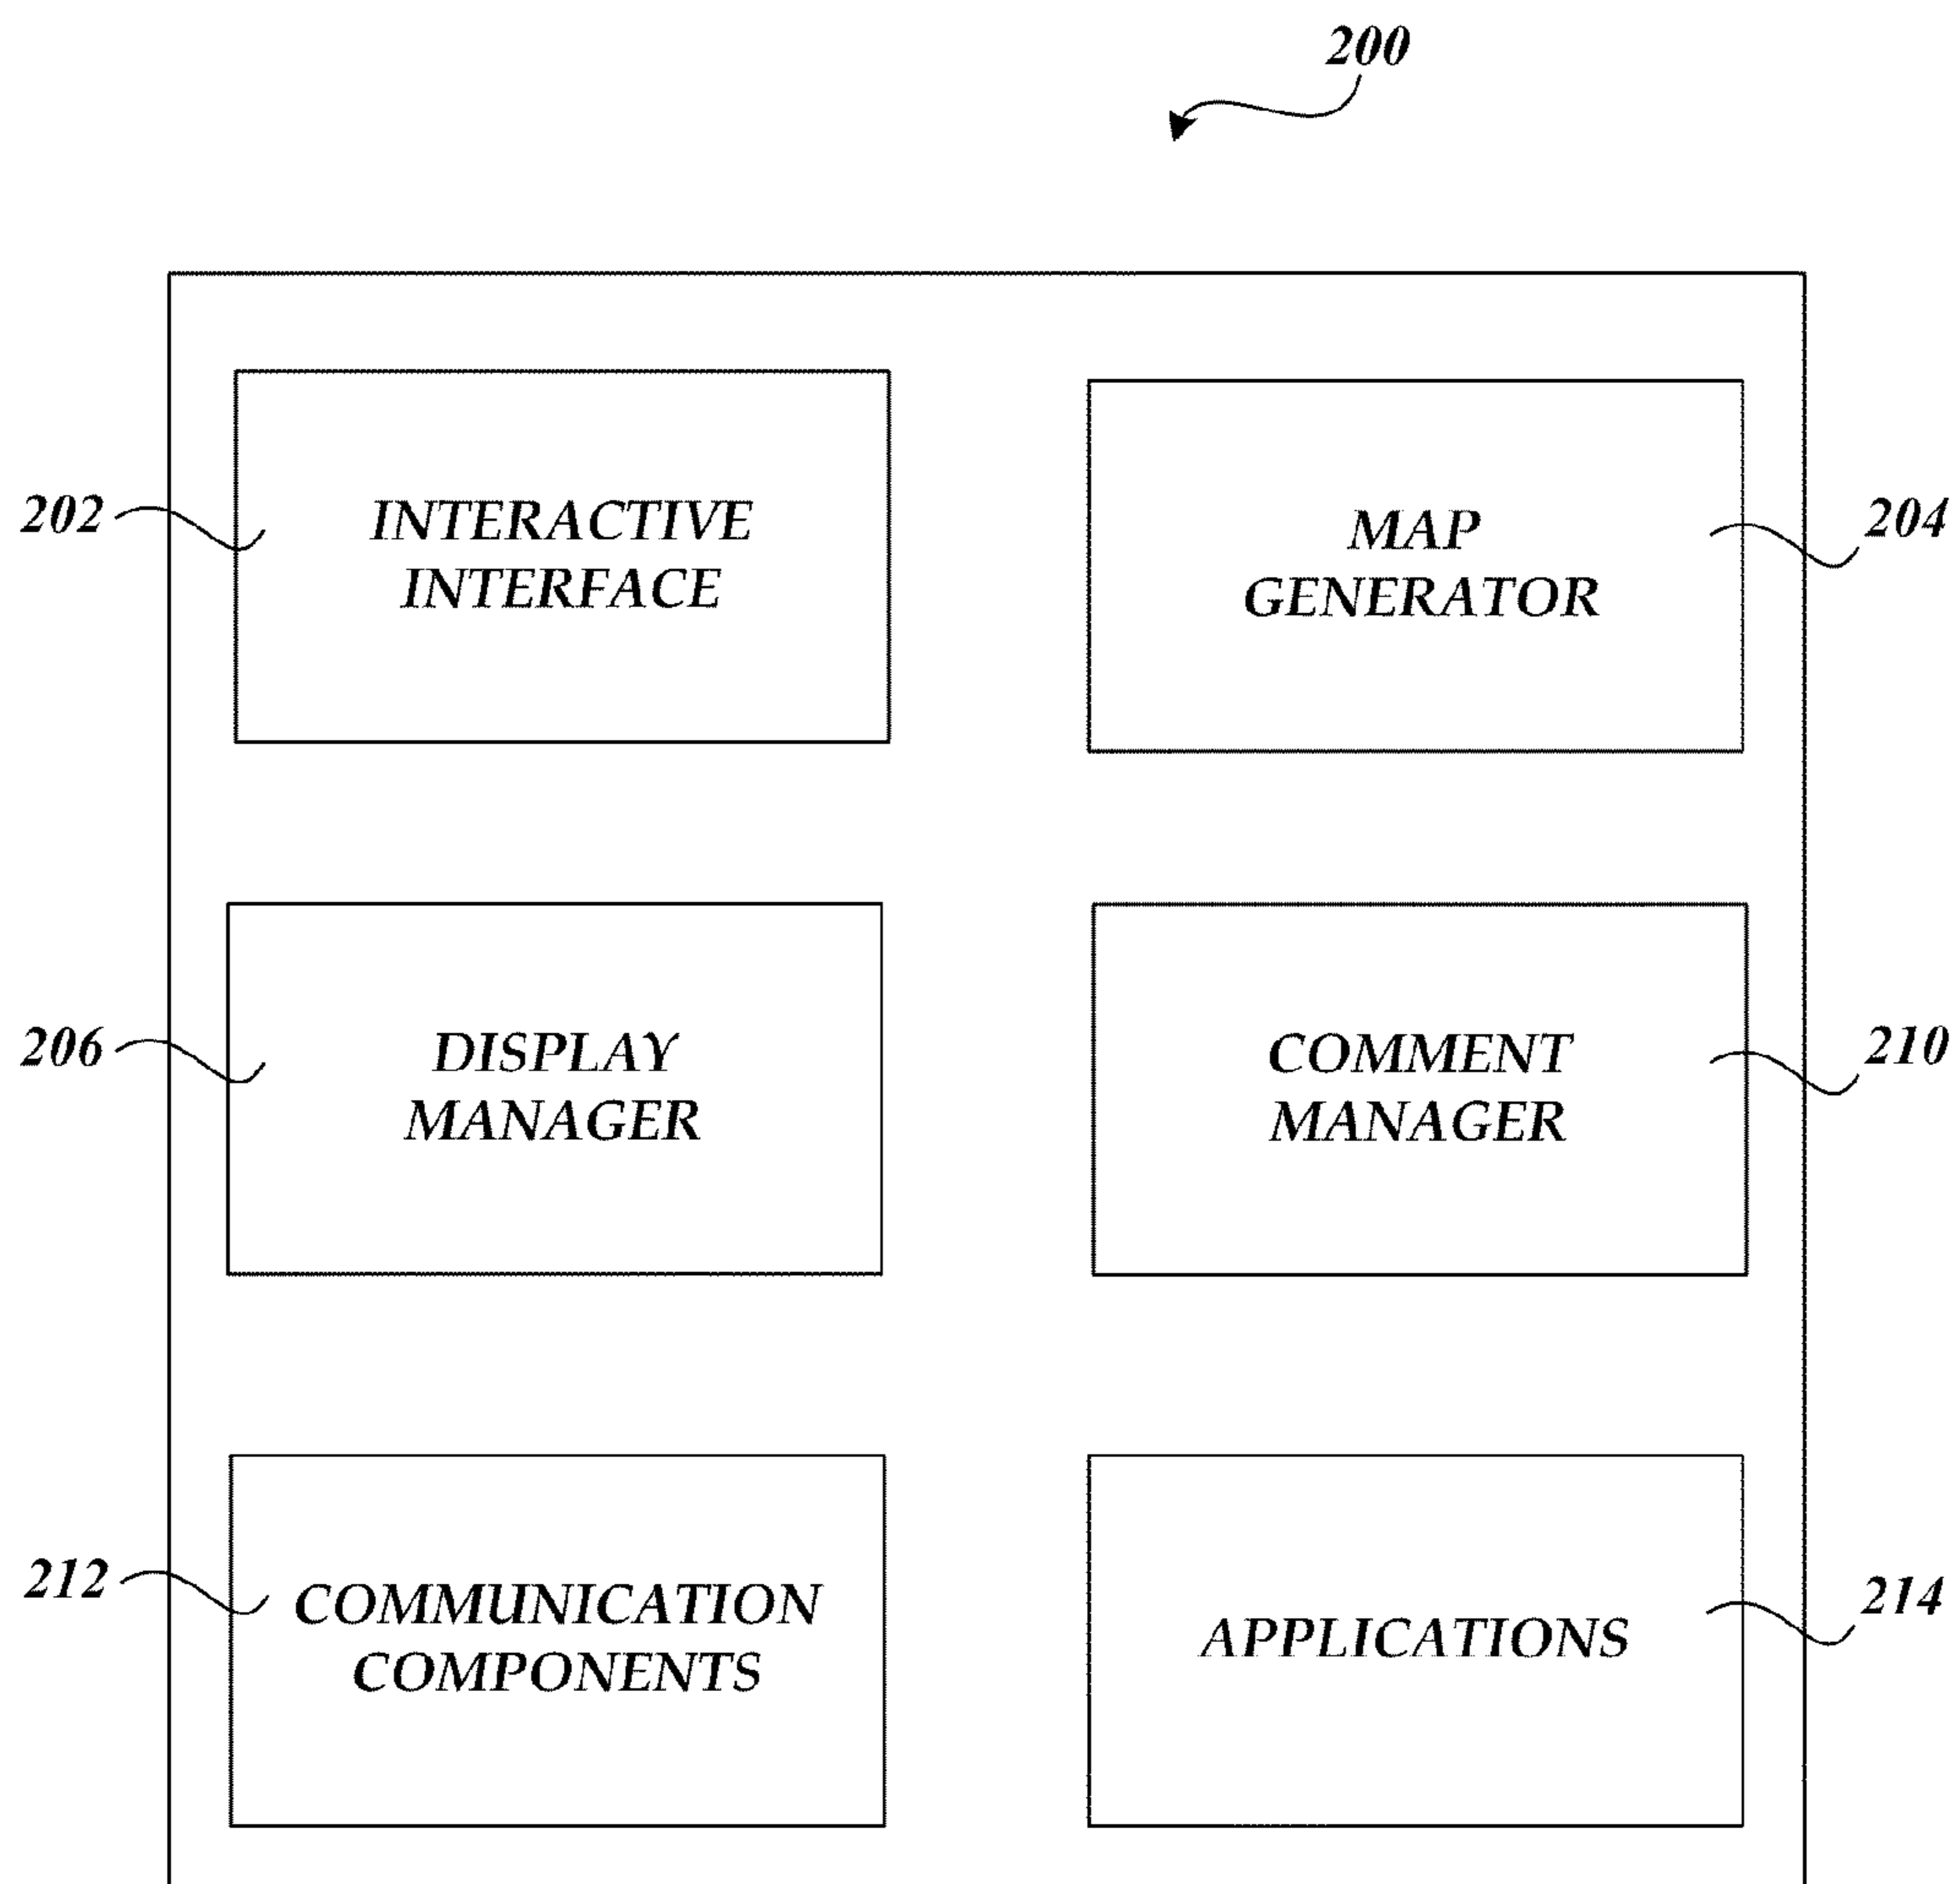 200
202
INTERACTIVE
INTERFACE
MAP
GENERATOR
204
206
DISPLAY
MANAGER
COMMENT
MANAGER
210
212
COMMUNICATION
COMPONENTS
APPLICATIONS
214